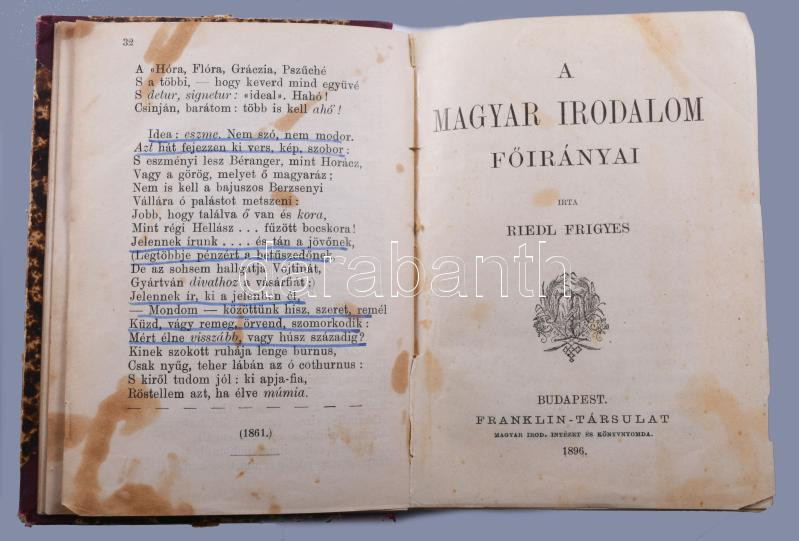 32
A «Hóra, Flóra, Gráczia, Pszűché
S a többi, — hogy keverd mind együvé
S detur, signetur: «ideal». Hahó!
Csinján, barátom: több is kell ahó!
Idea: eszme. Nem szó, nem modor.
Azt hát fejezzen ki vers, kép, szobor:
S eszményi lesz Béranger, mint Horácz,
Vagy a görög, melyet ő magyaráz;
Nem is kell a bajuszos Berzsenyi
Vállára ó palástot metszeni:
Jobb, hogy találva ő van és kora,
Mint régi Hellász ... fűzött bocskora!
Jelennek írunk .... és tán a jövőnek,
(Legtöbbje pénzért a betűszedőnek
De az sohsem hallgatja Vojtinát,
Gyártván divathoz a vásárfiát;)
Jelennek ír, ki a jelenben él,
— Mondom — közöttünk hisz, szeret, remél
Küzd, vágy remeg, örvend, szomorkodik:
Mért élne visszább, vagy húsz századig?
Kinek szokott ruhája lenge burnus,
Csak nyűg, teher lábán az ó cothurnus:
S kiről tudom jól: ki apja-fia,
Röstellem azt, ha élve múmia.
(1861.)
A
MAGYAR IRODALOM
FŐIRÁNYAI
IRTA
RIEDL FRIGYES
BUDAPEST.
FRANKLIN-TÁRSULAT
MAGYAR IROD. INTÉZET ÉS KÖNYVNYOMDA.
1896.
darabanth